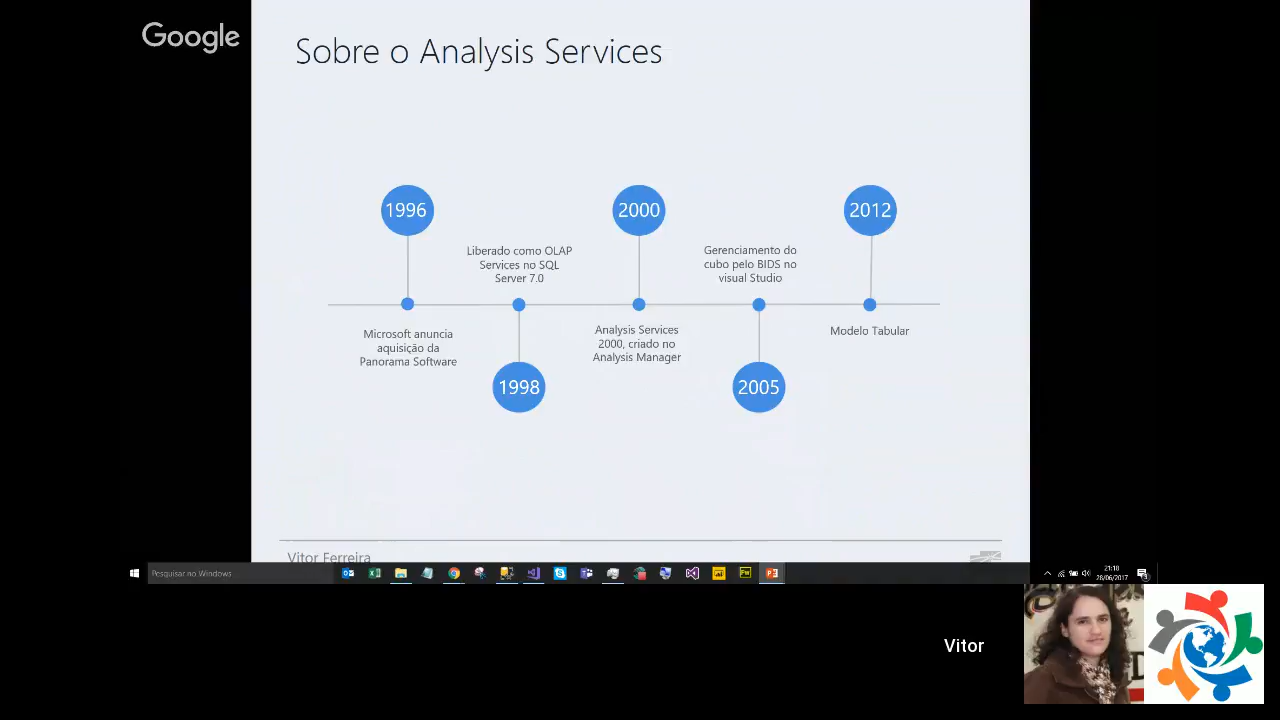 Google
Sobre o Analysis Services
1996
2000
2012
Liberado como OLAP
Services no SQL
Server 7.0
Gerenciamento do
cubo pelo BIDS no
visual Studio
Microsoft anuncia
aquisição da
Panorama Software
Analysis Services
2000, criado no
Analysis Manager
Modelo Tabular
1998
2005
Vitor Ferreira
Pesquisar no Windows
21:10
28/06/2017
Vitor